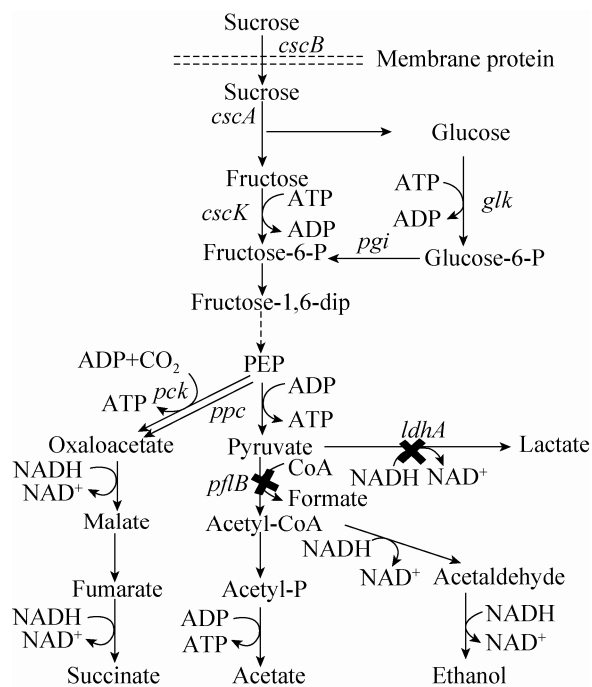 Sucrose
cscB
Membrane protein
Sucrose
cscA
Glucose
Fructose
ATP
cscK
ADP
ATP
glk
ADP
Fructose-6-P
pgi
Glucose-6-P
Fructose-1,6-dip
PEP
ADP+CO₂
pck
ATP
ppc
ADP
ATP
Oxaloacetate
Pyruvate
ldhA
Lactate
NADH
NAD⁺
CoA
pflB
Formate
NADH
NAD⁺
Malate
Acetyl-CoA
NADH
NAD⁺
Fumarate
Acetyl-P
Acetaldehyde
NADH
NAD⁺
ADP
ATP
NADH
NAD⁺
Succinate
Acetate
Ethanol